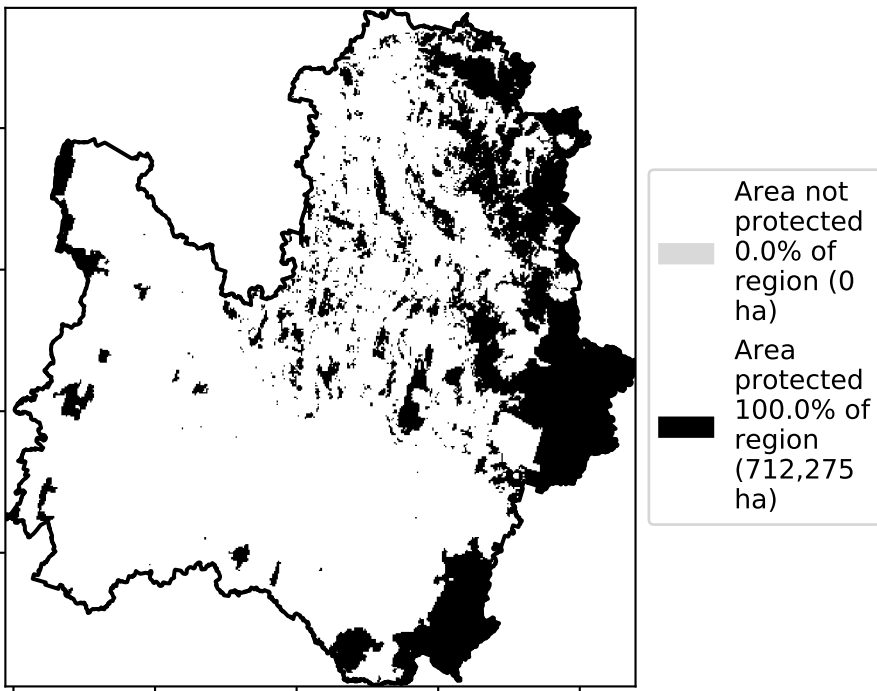 Area not
protected
0.0% of
region (0
ha)
Area
protected
100.0% of
region
(712,275
ha)